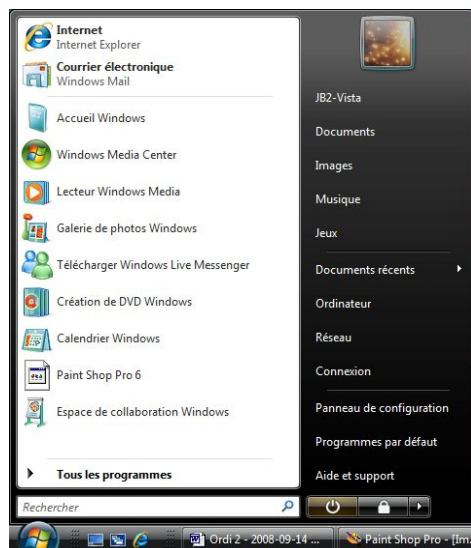 Internet
Internet Explorer
Courrier électronique
Windows Mail
Accueil Windows
Windows Media Center
Lecteur Windows Media
Galerie de photos Windows
Télécharger Windows Live Messenger
Création de DVD Windows
Calendrier Windows
Paint Shop Pro 6
Espace de collaboration Windows
Tous les programmes
Rechercher
JB2-Vista
Documents
Images
Musique
Jeux
Documents récents
Ordinateur
Réseau
Connexion
Panneau de configuration
Programmes par défaut
Aide et support
Ordi 2 - 2008-09-14 ...
Paint Shop Pro - [Im